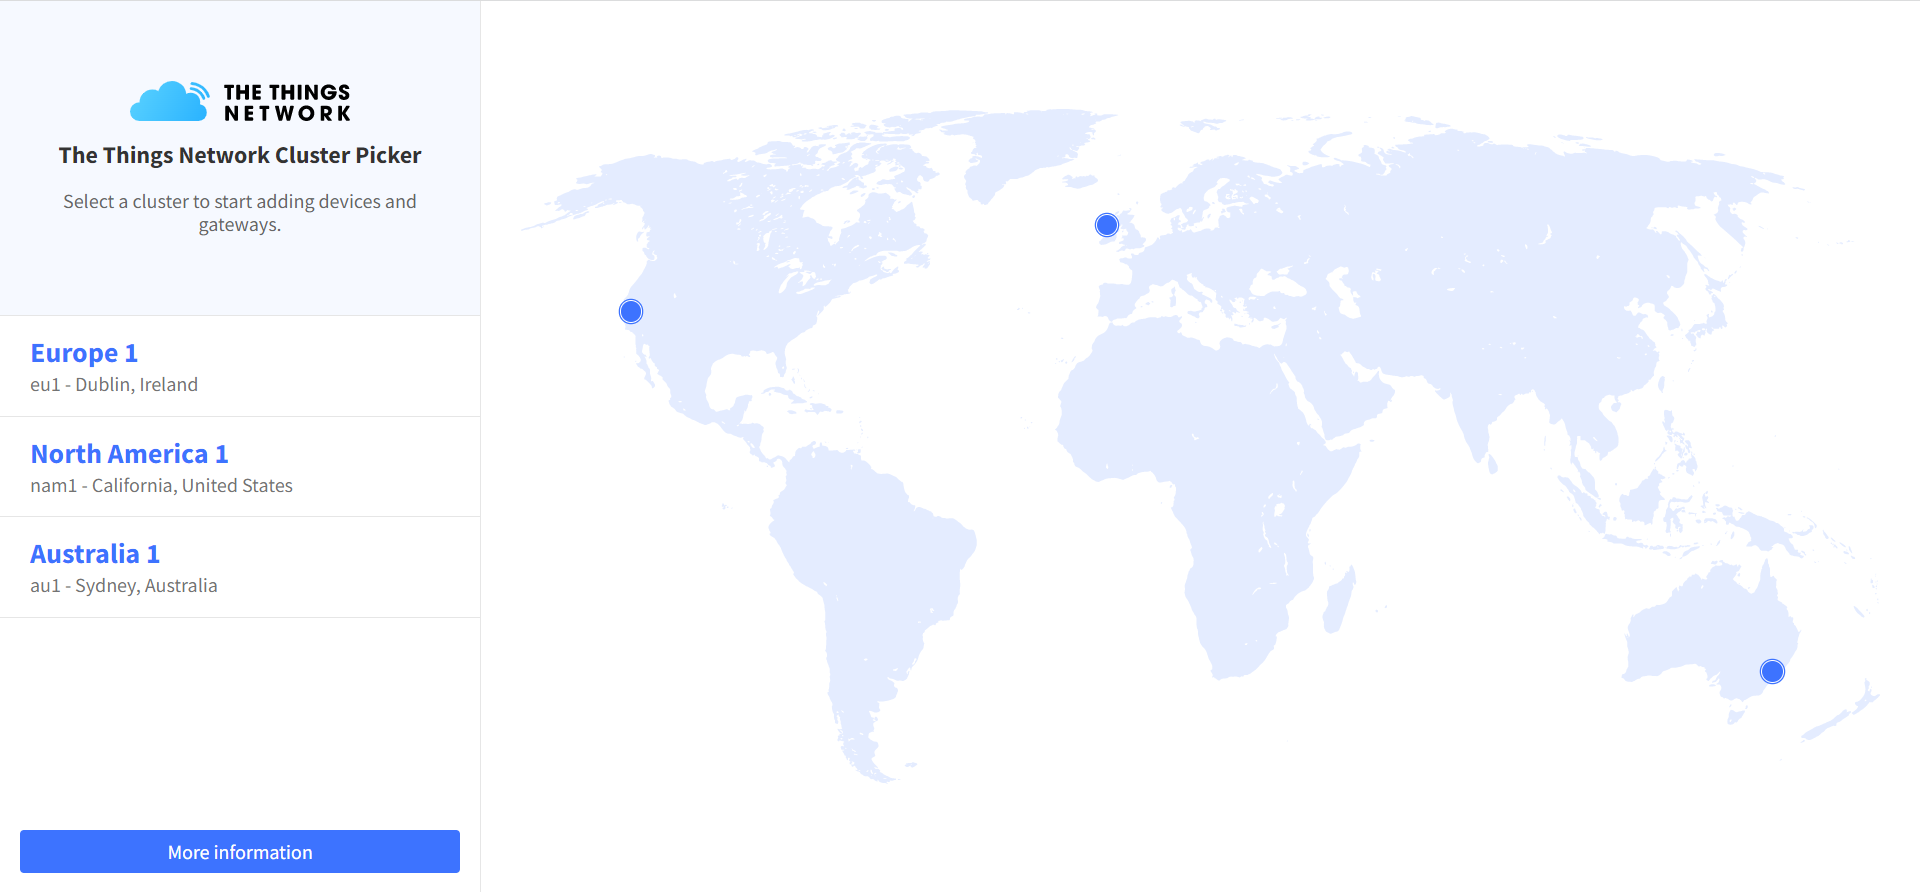 THE THINGS
NETWORK
The Things Network Cluster Picker
Select a cluster to start adding devices and
gateways.
Europe 1
eu1 - Dublin, Ireland
North America 1
nam1 - California, United States
Australia 1
au1 - Sydney, Australia
More information